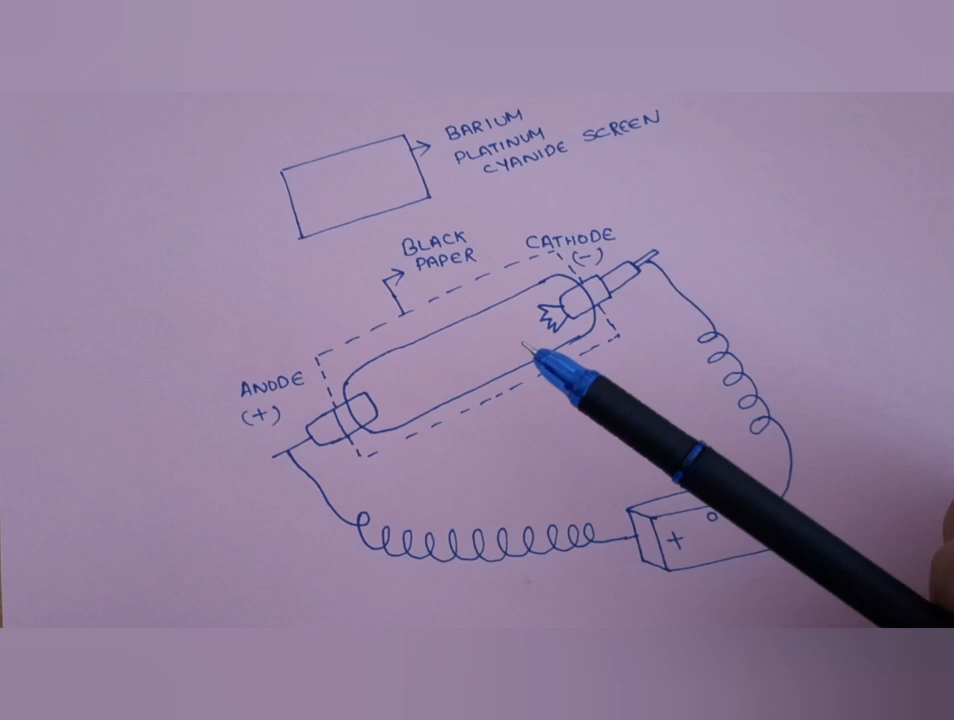 BARIUM
PLATINUM
CYANIDE SCREEN
BLACK
PAPER
CATHODE
(-)
ANODE
(+)
+